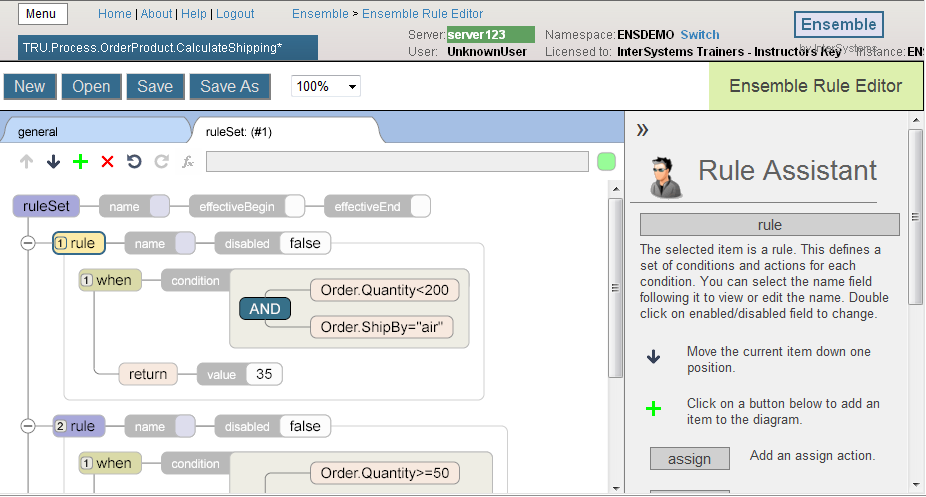 Menu
Home | About | Help | Logout
Ensemble > Ensemble Rule Editor
Server: server123 Namespace: ENSDEMO Switch
Ensemble
by InterSystems
TRU.Process.OrderProduct.CalculateShipping*
User: UnknownUser Licensed to: InterSystems Trainers - Instructors Key Instance: EN
New Open Save Save As 100%
Ensemble Rule Editor
general
ruleSet: (#1)
fx
»
Rule Assistant
ruleSet name effectiveBegin effectiveEnd
1 rule name disabled false
1 when condition
Order.Quantity<200
AND
Order.ShipBy="air"
return value 35
2 rule name disabled false
1 when condition
Order.Quantity>=50
rule
The selected item is a rule. This defines a
set of conditions and actions for each
condition. You can select the name field
following it to view or edit the name. Double
click on enabled/disabled field to change.
Move the current item down one
position.
Click on a button below to add an
item to the diagram.
assign Add an assign action.